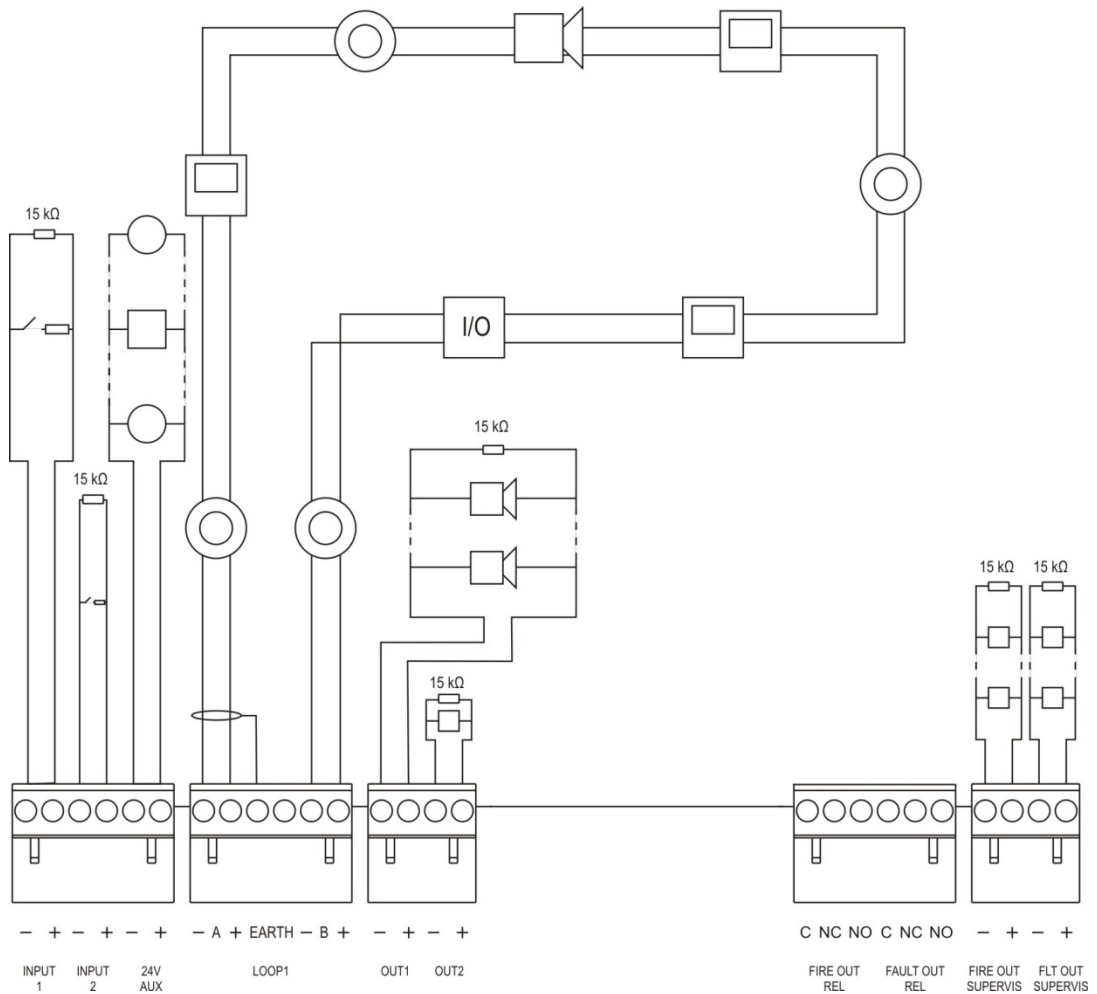 15 kΩ
I/O
15 kΩ
15 kΩ
15 kΩ
15 kΩ
15 kΩ
− + − + − + − A + EARTH − B + − + − + C NC NO C NC NO − + − +
INPUT 1
INPUT 2
24V AUX
LOOP1
OUT1
OUT2
FIRE OUT REL
FAULT OUT REL
FIRE OUT SUPERVIS
FLT OUT SUPERVIS